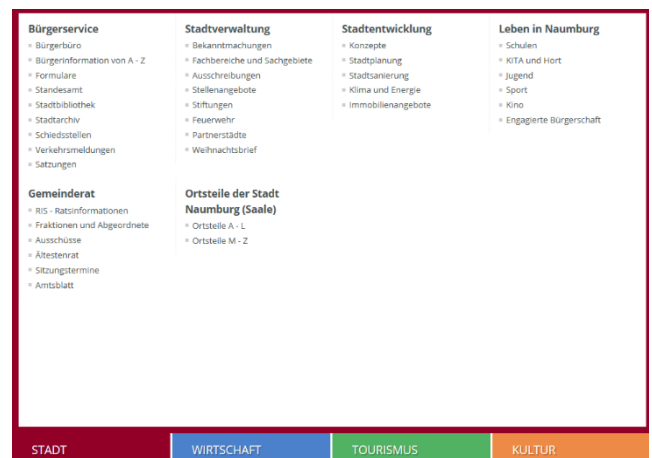 Bürgerservice
Bürgerbüro
Bürgerinformation von A - Z
Formulare
Standesamt
Stadtbibliothek
Stadtarchiv
Schiedsstellen
Verkehrsmeldungen
Satzungen
Stadtverwaltung
Bekanntmachungen
Fachbereiche und Sachgebiete
Ausschreibungen
Stellenangebote
Stiftungen
Feuerwehr
Partnerstädte
Weihnachtsbrief
Stadtentwicklung
Konzepte
Stadtplanung
Stadtsanierung
Klima und Energie
Immobilienangebote
Leben in Naumburg
Schulen
KITA und Hort
Jugend
Sport
Kino
Engagierte Bürgerschaft
Gemeinderat
RIS - Ratsinformationen
Fraktionen und Abgeordnete
Ausschüsse
Ältestenrat
Sitzungstermine
Amtsblatt
Ortsteile der Stadt
Naumburg (Saale)
Ortsteile A - L
Ortsteile M - Z
STADT
WIRTSCHAFT
TOURISMUS
KULTUR